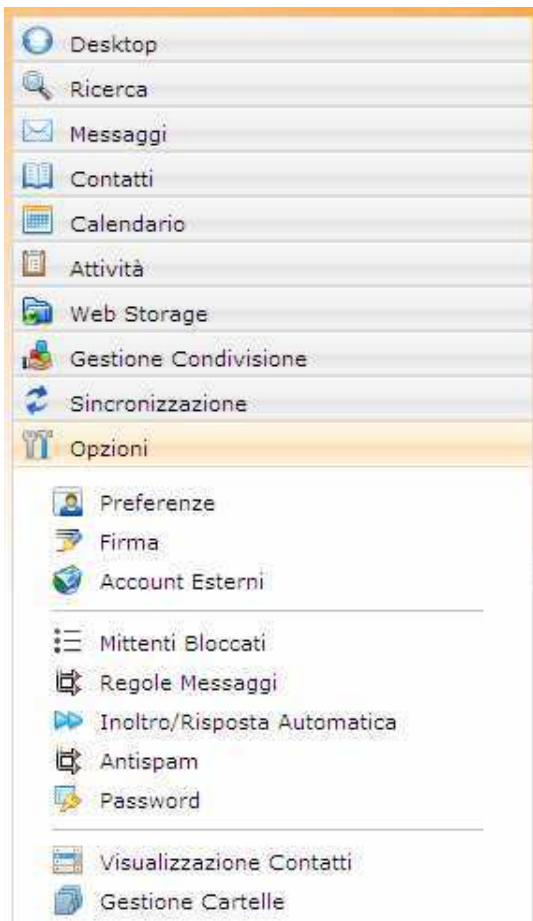 Desktop
Ricerca
Messaggi
Contatti
Calendario
Attività
Web Storage
Gestione Condivisione
Sincronizzazione
Opzioni
Preferenze
Firma
Account Esterni
Mittenti Bloccati
Regole Messaggi
Inoltro/Risposta Automatica
Antispam
Password
Visualizzazione Contatti
Gestione Cartelle